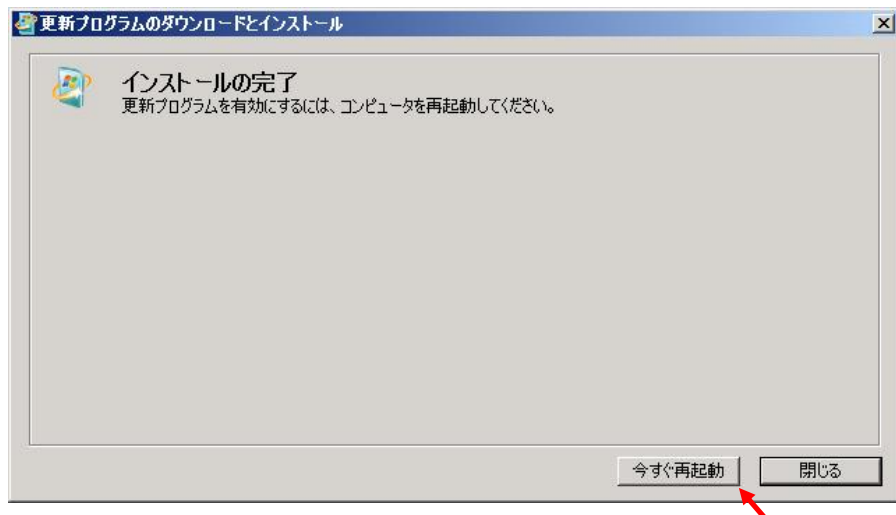 更新プログラムのダウンロードとインストール
インストールの完了
更新プログラムを有効にするには、コンピュータを再起動してください。
今すぐ再起動
閉じる